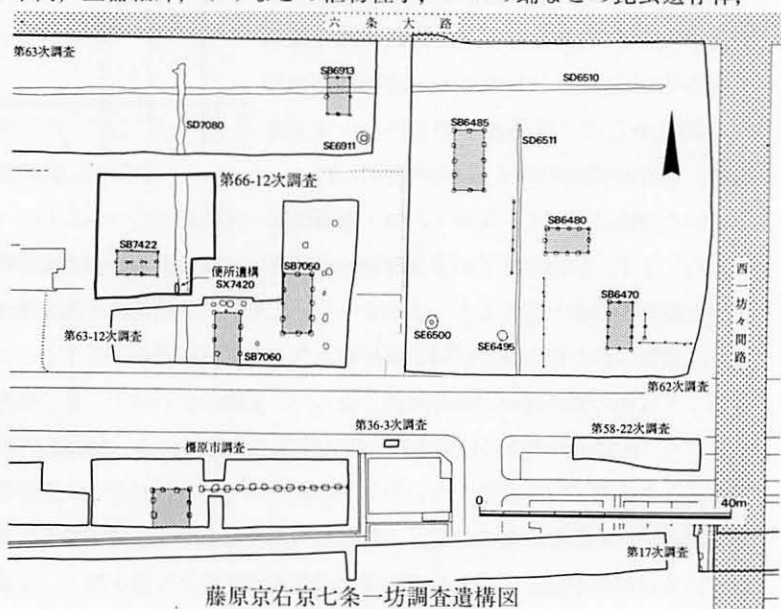 六条大路
第63次調査
SB6913
SD6510
SD7080
SB6485
SD6511
SE6911
第66-12次調査
SB7422
SB6480
便所遺構
SX7420
SB7050
西一坊々間路
SB6470
SE6500
SE6495
第63-12次調査
SB7060
第62次調査
第36-3次調査
第58-22次調査
橿原市調査
0
40m
第17次調査
藤原京右京七条一坊調査遺構図